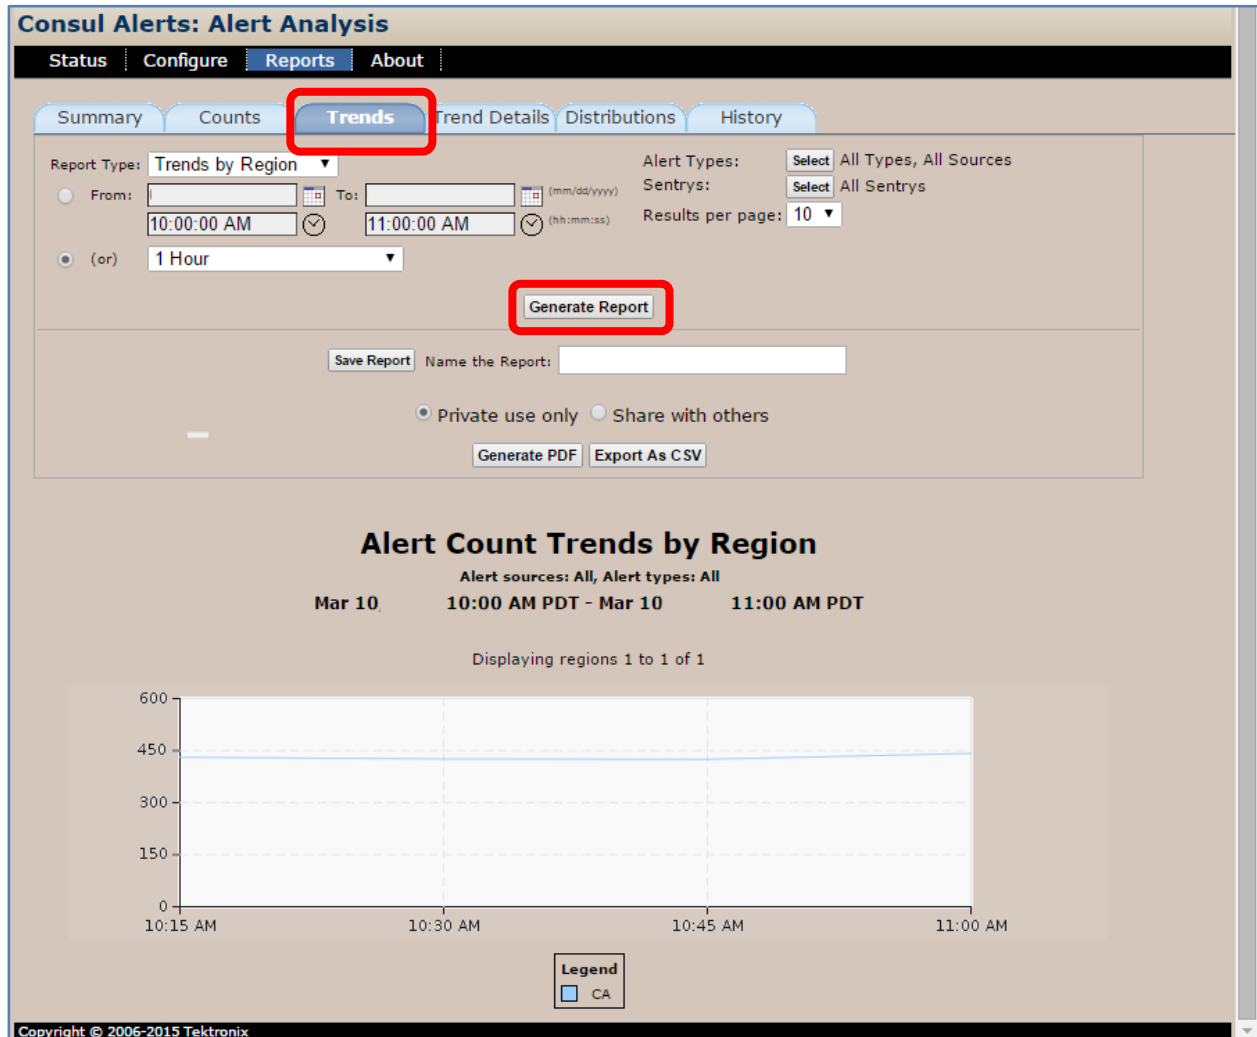 Consul Alerts: Alert Analysis
Status Configure Reports About
Summary Counts Trends Trend Details Distributions History
Report Type: Trends by Region
Alert Types: Select All Types, All Sources
From: To: (mm/dd/yyyy)
Sentrys: Select All Sentrys
10:00:00 AM 11:00:00 AM (hh:mm:ss)
Results per page: 10
(or) 1 Hour
Generate Report
Save Report Name the Report:
Private use only Share with others
Generate PDF Export As CSV
Alert Count Trends by Region
Alert sources: All, Alert types: All
Mar 10, 10:00 AM PDT - Mar 10 11:00 AM PDT
Displaying regions 1 to 1 of 1
600
450
300
150
0
10:15 AM 10:30 AM 10:45 AM 11:00 AM
Legend
CA
Copyright © 2006-2015 Tektronix